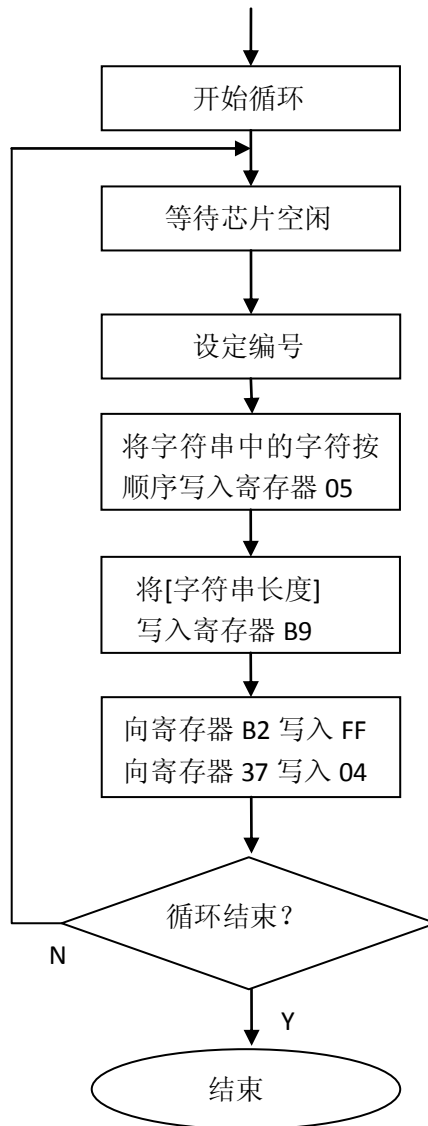 开始循环
等待芯片空闲
设定编号
将字符串中的字符按
顺序写入寄存器 05
将[字符串长度]
写入寄存器 B9
向寄存器 B2 写入 FF
向寄存器 37 写入 04
循环结束？
N
Y
结束